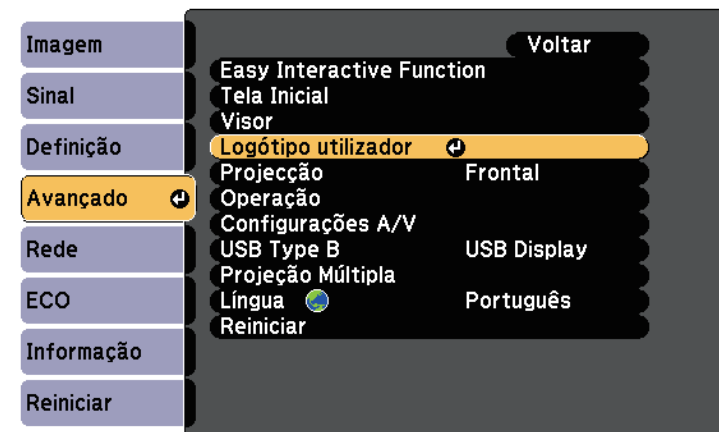 Imagem
Sinal
Definição
Avançado
Rede
ECO
Informação
Reiniciar
Voltar
Easy Interactive Function
Tela Inicial
Visor
Logótipo utilizador
Projecção Frontal
Operação
Configurações A/V
USB Type B USB Display
Projeção Múltipla
Língua Português
Reiniciar